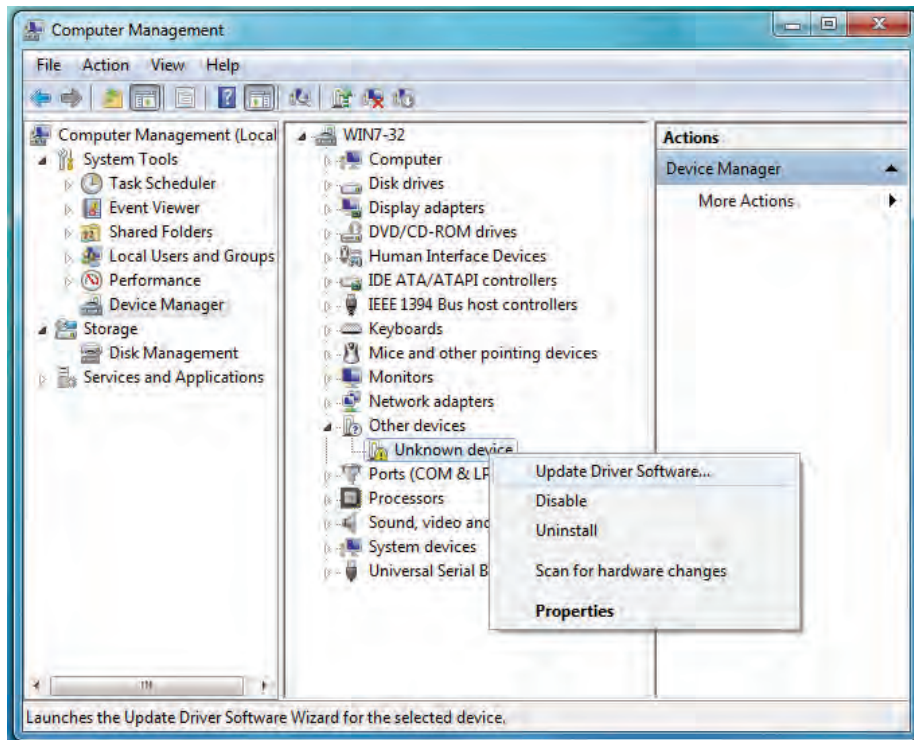 Computer Management
File Action View Help
Computer Management (Local
System Tools
Task Scheduler
Event Viewer
Shared Folders
Local Users and Groups
Performance
Device Manager
Storage
Disk Management
Services and Applications
WIN7-32
Computer
Disk drives
Display adapters
DVD/CD-ROM drives
Human Interface Devices
IDE ATA/ATAPI controllers
IEEE 1394 Bus host controllers
Keyboards
Mice and other pointing devices
Monitors
Network adapters
Other devices
Unknown device
Ports (COM & LP
Processors
Sound, video and
System devices
Universal Serial B
Update Driver Software...
Disable
Uninstall
Scan for hardware changes
Properties
Actions
Device Manager
More Actions
Launches the Update Driver Software Wizard for the selected device.